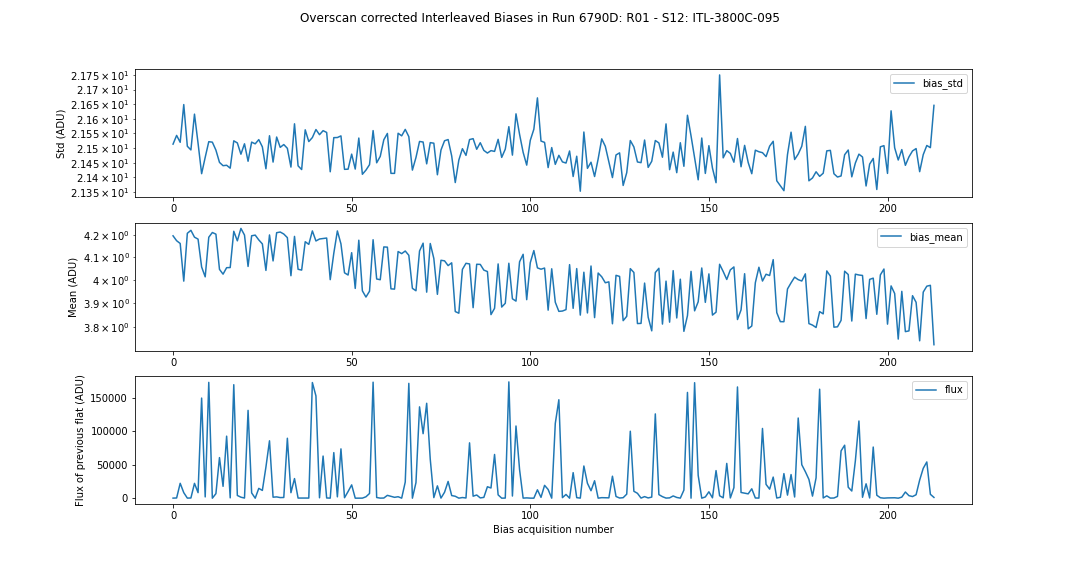 Overscan corrected Interleaved Biases in Run 6790D: R01 - S12: ITL-3800C-095
Std (ADU)
2.175 × 10¹
2.17 × 10¹
2.165 × 10¹
2.16 × 10¹
2.155 × 10¹
2.15 × 10¹
2.145 × 10¹
2.14 × 10¹
2.135 × 10¹
bias_std
0 50 100 150 200
Mean (ADU)
4.2 × 10⁰
4.1 × 10⁰
4 × 10⁰
3.9 × 10⁰
3.8 × 10⁰
bias_mean
0 50 100 150 200
Flux of previous flat (ADU)
150000
100000
50000
0
flux
0 50 100 150 200
Bias acquisition number